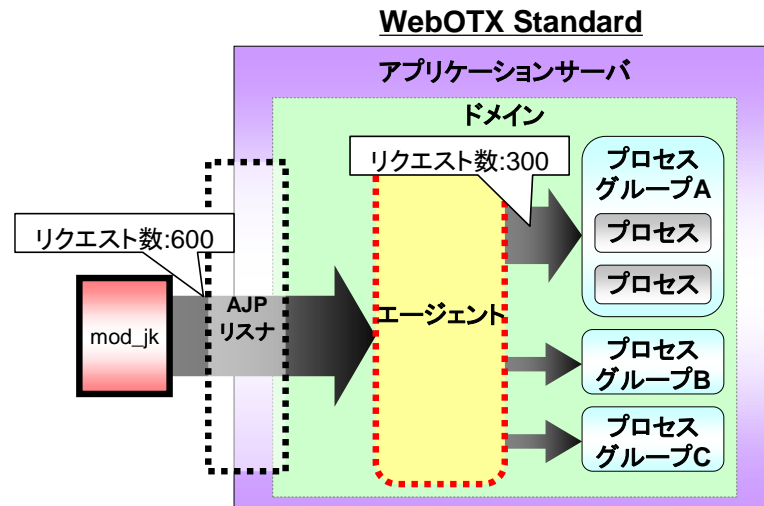 WebOTX Standard
アプリケーションサーバ
ドメイン
リクエスト数:300
プロセス
グループA
プロセス
プロセス
リクエスト数:600
mod_jk
AJP
リスナ
エージェント
プロセス
グループB
プロセス
グループC